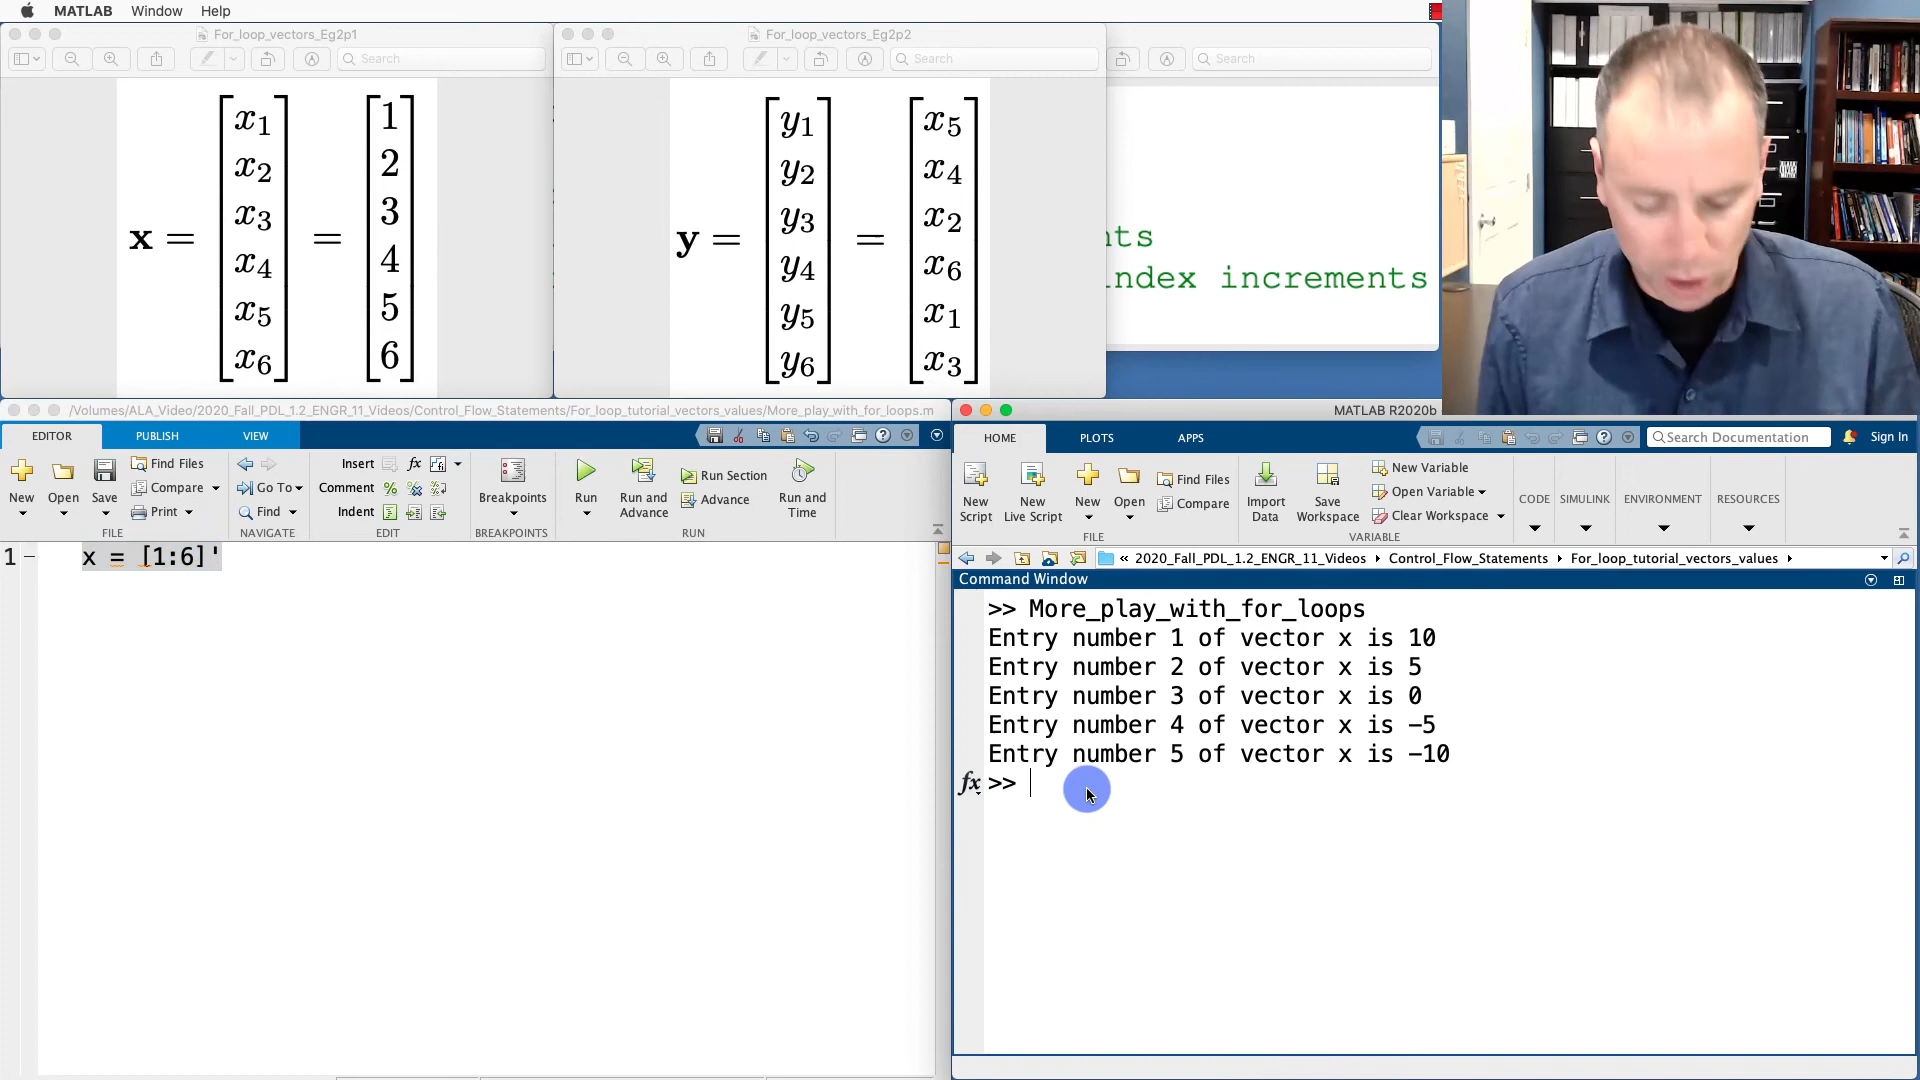 MATLAB Window Help
For_loop_vectors_Eg2p1
Search
x = [x1 x2 x3 x4 x5 x6] = [1 2 3 4 5 6]
For_loop_vectors_Eg2p2
Search
y = [y1 y2 y3 y4 y5 y6] = [x5 x4 x2 x6 x1 x3]
Search
nts
index increments
/Volumes/ALA_Video/2020_Fall_PDL_1.2_ENGR_11_Videos/Control_Flow_Statements/For_loop_tutorial_vectors_values/More_play_with_for_loops.m
EDITOR PUBLISH VIEW
New Open Save Find Files Compare Print FILE
Go To Find NAVIGATE
Insert fx Comment % Indent EDIT
Breakpoints BREAKPOINTS
Run Run and Advance Run Section Advance Run and Time RUN
1 – x = [1:6]'
MATLAB R2020b
HOME PLOTS APPS
Search Documentation Sign In
New Script New Live Script New Open Find Files Compare FILE
Import Data Save Workspace New Variable Open Variable Clear Workspace VARIABLE
CODE SIMULINK ENVIRONMENT RESOURCES
« 2020_Fall_PDL_1.2_ENGR_11_Videos Control_Flow_Statements For_loop_tutorial_vectors_values
Command Window
>> More_play_with_for_loops
Entry number 1 of vector x is 10
Entry number 2 of vector x is 5
Entry number 3 of vector x is 0
Entry number 4 of vector x is -5
Entry number 5 of vector x is -10
fx >>